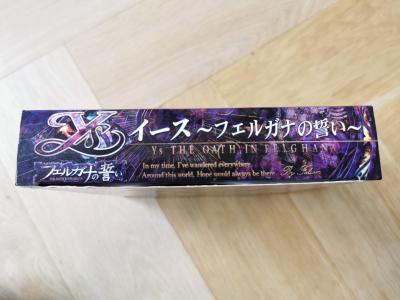 Ys
フェルガナの誓い
イース ～フェルガナの誓い～
Ys THE OATH IN FELGHANA
In my time, I've wandered everywhere
Around this world, Hope would always be there
By Falcom